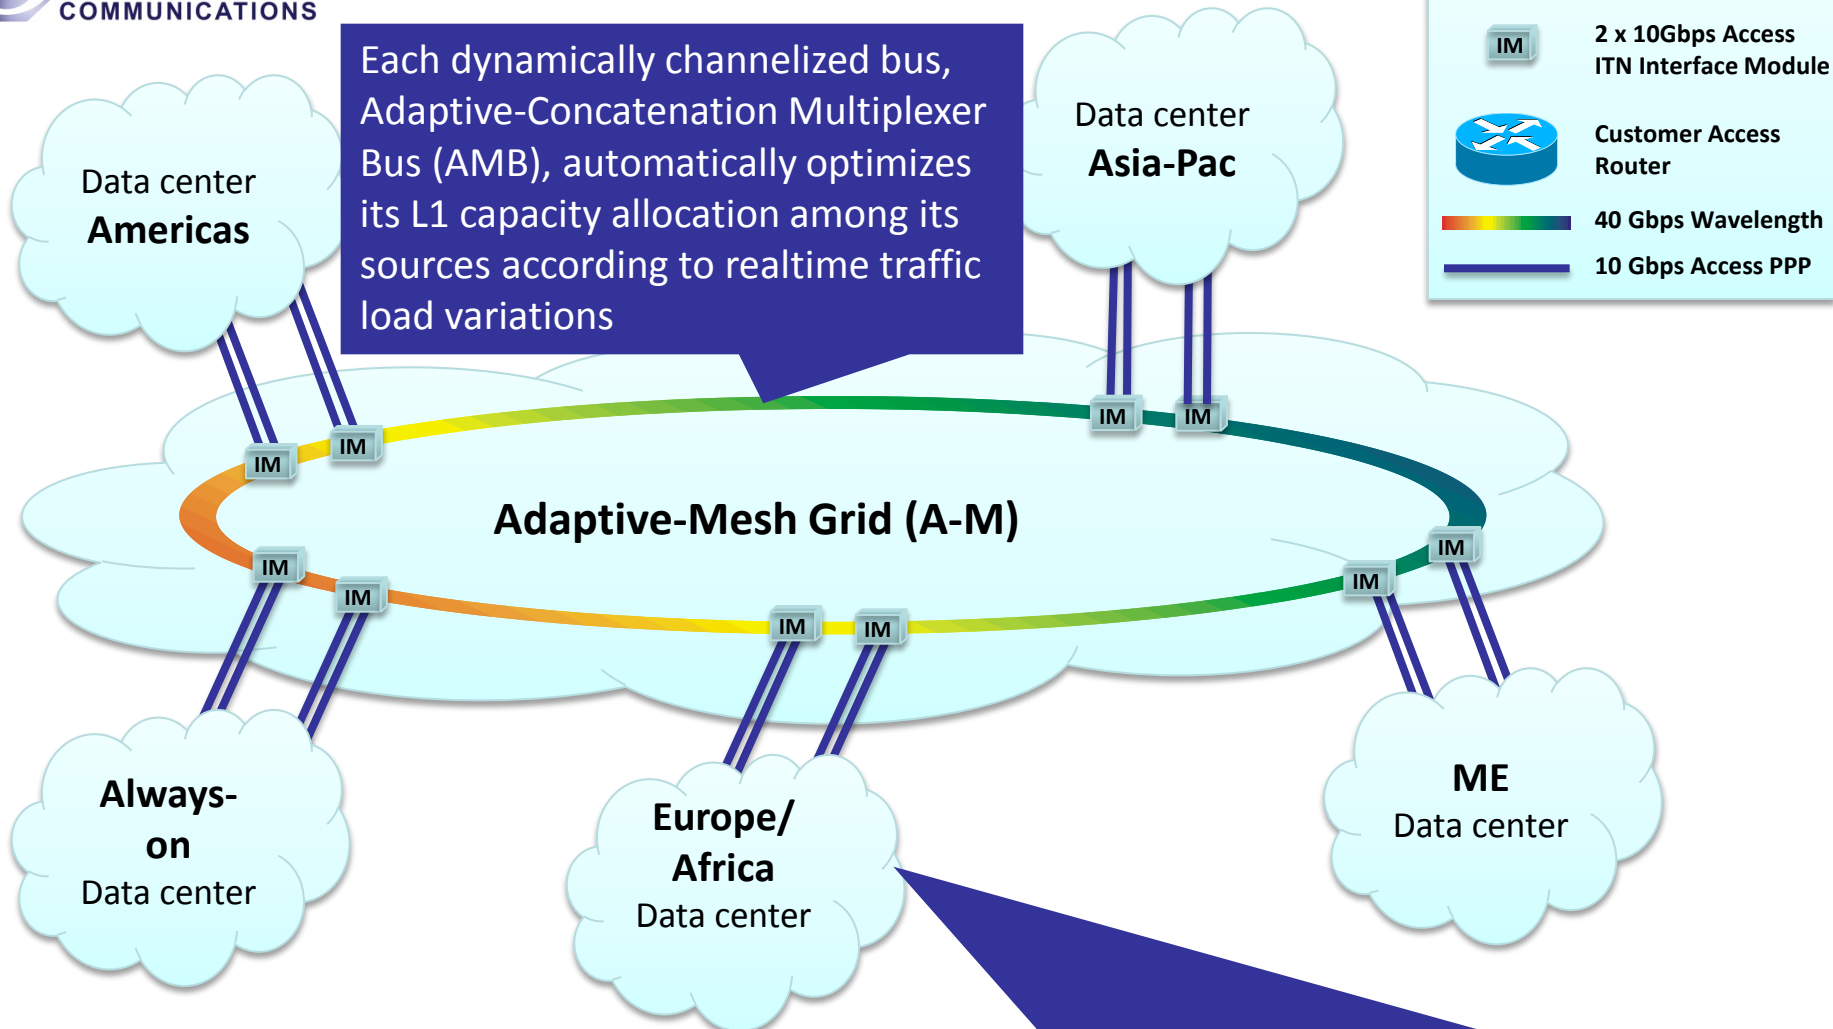 COMMUNICATIONS
Each dynamically channelized bus,
Adaptive-Concatenation Multiplexer
Bus (AMB), automatically optimizes
its L1 capacity allocation among its
sources according to realtime traffic
load variations
Data center
Americas
Data center
Asia-Pac
IM
2 x 10Gbps Access
ITN Interface Module
Customer Access
Router
40 Gbps Wavelength
10 Gbps Access PPP
IM
IM
IM
IM
Adaptive-Mesh Grid (A-M)
IM
IM
IM
IM
IM
IM
Always-
on
Data center
Europe/
Africa
Data center
ME
Data center